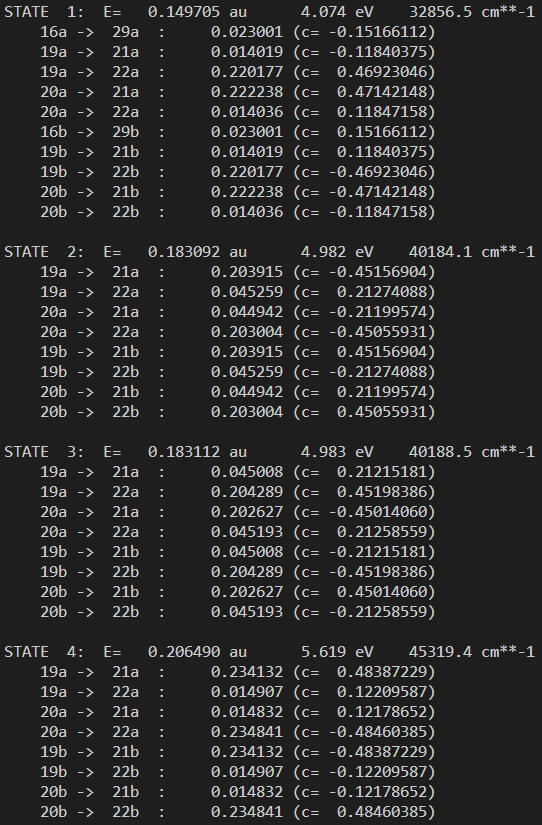 STATE  1:  E=   0.149705 au      4.074 eV    32856.5 cm**-1
    16a ->  29a  :     0.023001 (c= -0.15166112)
    19a ->  21a  :     0.014019 (c= -0.11840375)
    19a ->  22a  :     0.220177 (c=  0.46923046)
    20a ->  21a  :     0.222238 (c=  0.47142148)
    20a ->  22a  :     0.014036 (c=  0.11847158)
    16b ->  29b  :     0.023001 (c=  0.15166112)
    19b ->  21b  :     0.014019 (c=  0.11840375)
    19b ->  22b  :     0.220177 (c= -0.46923046)
    20b ->  21b  :     0.222238 (c= -0.47142148)
    20b ->  22b  :     0.014036 (c= -0.11847158)

STATE  2:  E=   0.183092 au      4.982 eV    40184.1 cm**-1
    19a ->  21a  :     0.203915 (c= -0.45156904)
    19a ->  22a  :     0.045259 (c=  0.21274088)
    20a ->  21a  :     0.044942 (c= -0.21199574)
    20a ->  22a  :     0.203004 (c= -0.45055931)
    19b ->  21b  :     0.203915 (c=  0.45156904)
    19b ->  22b  :     0.045259 (c= -0.21274088)
    20b ->  21b  :     0.044942 (c=  0.21199574)
    20b ->  22b  :     0.203004 (c=  0.45055931)

STATE  3:  E=   0.183112 au      4.983 eV    40188.5 cm**-1
    19a ->  21a  :     0.045008 (c=  0.21215181)
    19a ->  22a  :     0.204289 (c=  0.45198386)
    20a ->  21a  :     0.202627 (c= -0.45014060)
    20a ->  22a  :     0.045193 (c=  0.21258559)
    19b ->  21b  :     0.045008 (c= -0.21215181)
    19b ->  22b  :     0.204289 (c= -0.45198386)
    20b ->  21b  :     0.202627 (c=  0.45014060)
    20b ->  22b  :     0.045193 (c= -0.21258559)

STATE  4:  E=   0.206490 au      5.619 eV    45319.4 cm**-1
    19a ->  21a  :     0.234132 (c=  0.48387229)
    19a ->  22a  :     0.014907 (c=  0.12209587)
    20a ->  21a  :     0.014832 (c=  0.12178652)
    20a ->  22a  :     0.234841 (c= -0.48460385)
    19b ->  21b  :     0.234132 (c= -0.48387229)
    19b ->  22b  :     0.014907 (c= -0.12209587)
    20b ->  21b  :     0.014832 (c= -0.12178652)
    20b ->  22b  :     0.234841 (c=  0.48460385)